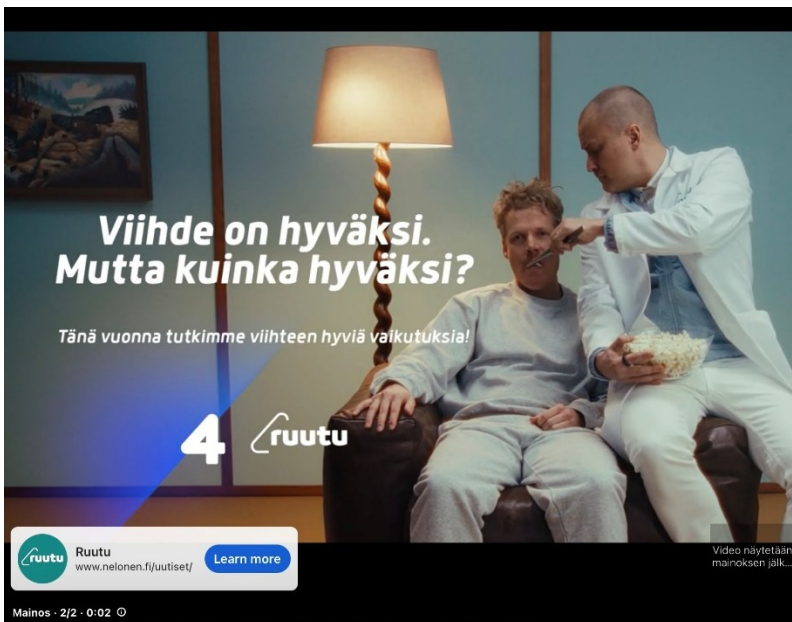 Viihde on hyväksi.
Mutta kuinka hyväksi?
Tänä vuonna tutkimme viihteen hyviä vaikutuksia!
4 ruutu
ruutu
Ruutu
www.nelonen.fi/uutiset/
Learn more
Video näytetään
mainoksen jälk...
Mainos · 2/2 · 0:02